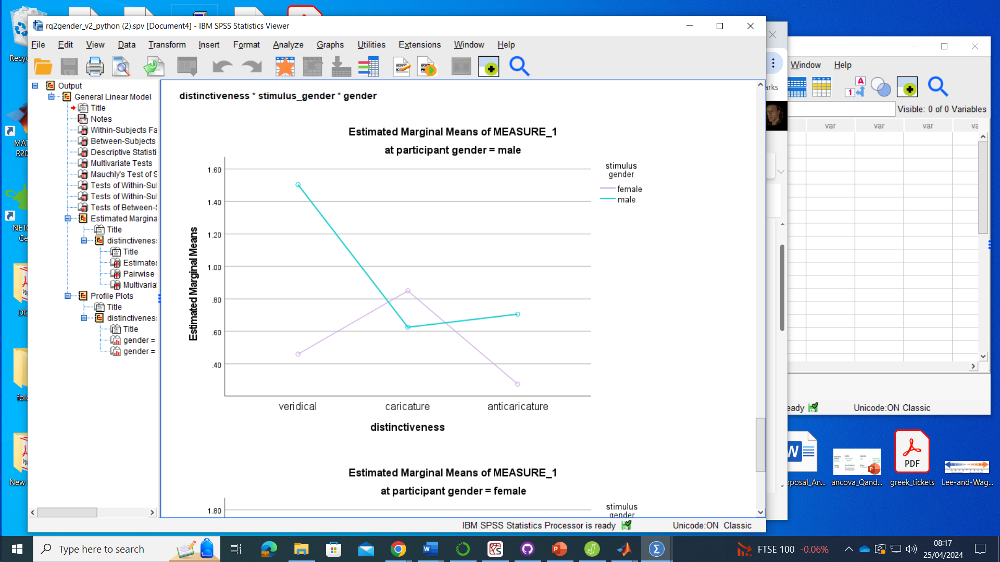 rq2gender_v2_python (2).spv [Document4] - IBM SPSS Statistics Viewer
File Edit View Data Transform Insert Format Analyze Graphs Utilities Extensions Window Help
Output
General Linear Model
Title
Notes
Within-Subjects Fa
Between-Subjects
Descriptive Statisti
Multivariate Tests
Mauchly's Test of S
Tests of Within-Sul
Tests of Within-Sul
Tests of Between-S
Estimated Margina
Title
distinctiveness
Title
Estimates
Pairwise
Multivariat
Profile Plots
Title
distinctiveness
Title
gender =
gender =
distinctiveness * stimulus_gender * gender
Estimated Marginal Means of MEASURE_1
at participant gender = male
Estimated Marginal Means
1.60
1.40
1.20
1.00
.80
.60
.40
stimulus
gender
female
male
veridical caricature anticaricature
distinctiveness
Estimated Marginal Means of MEASURE_1
at participant gender = female
1.80
stimulus
gender
IBM SPSS Statistics Processor is ready Unicode:ON Classic
Window Help
arks
Visible: 0 of 0 Variables
var var var va
eady Unicode:ON Classic
Recyc
MAT
R20
NET
Ge
DC
fol
New
PDF
oposal_An... ancova_Qand... greek_tickets Lee-and-Wag...
Type here to search
FTSE 100 -0.06%
08:17
25/04/2024